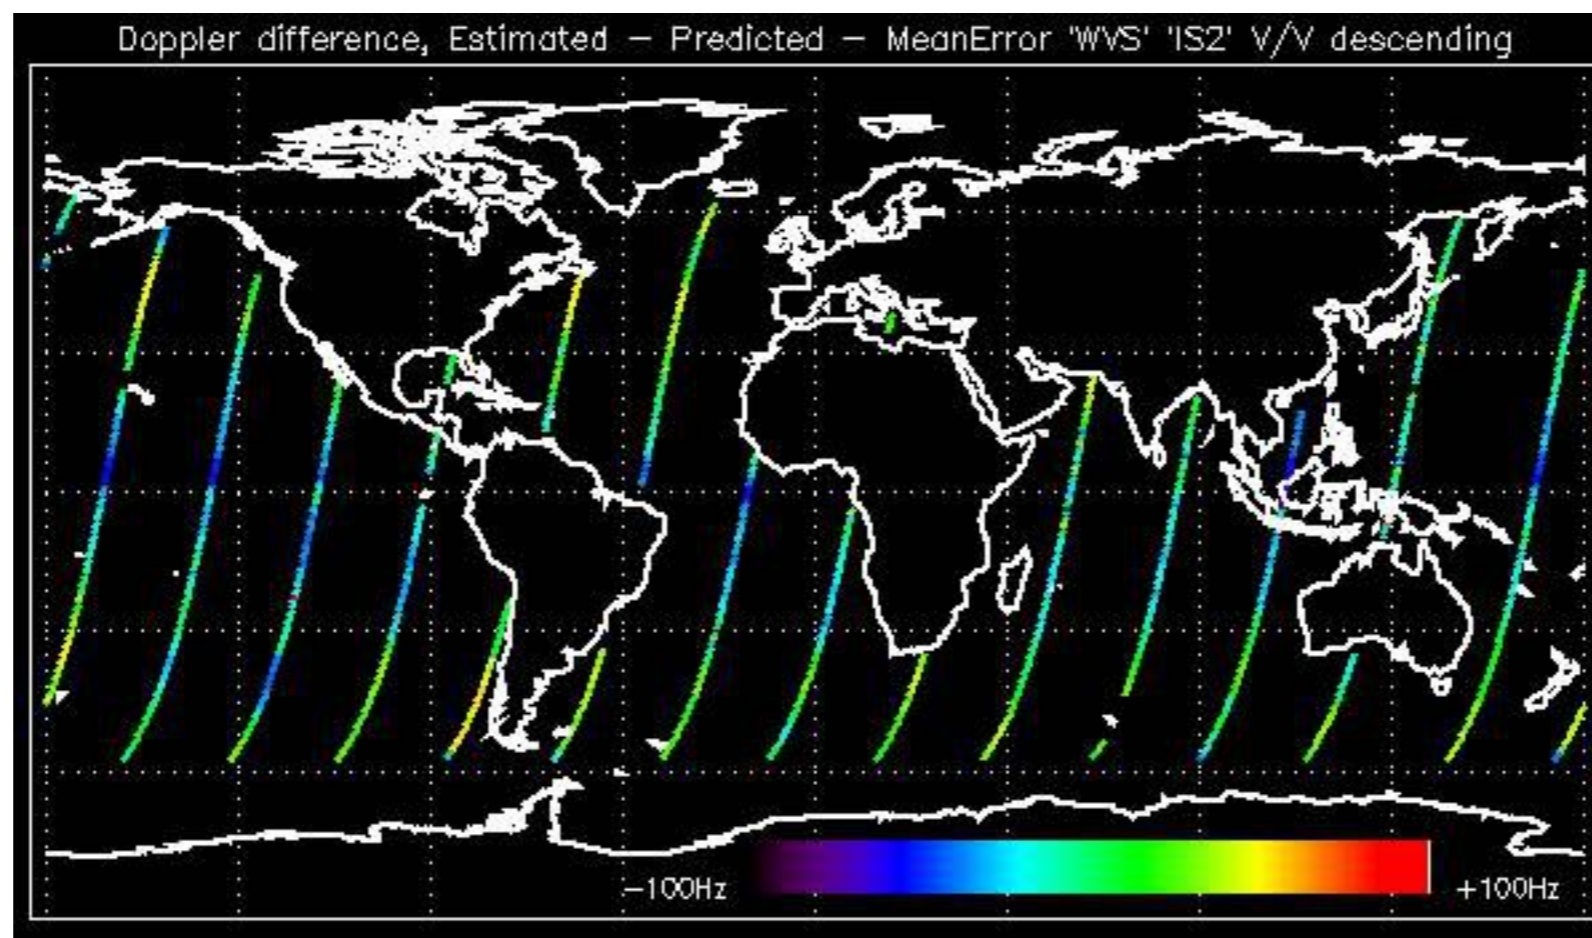 Doppler difference, Estimated – Predicted – MeanError 'WVS' 'IS2' V/V descending
–100Hz +100Hz